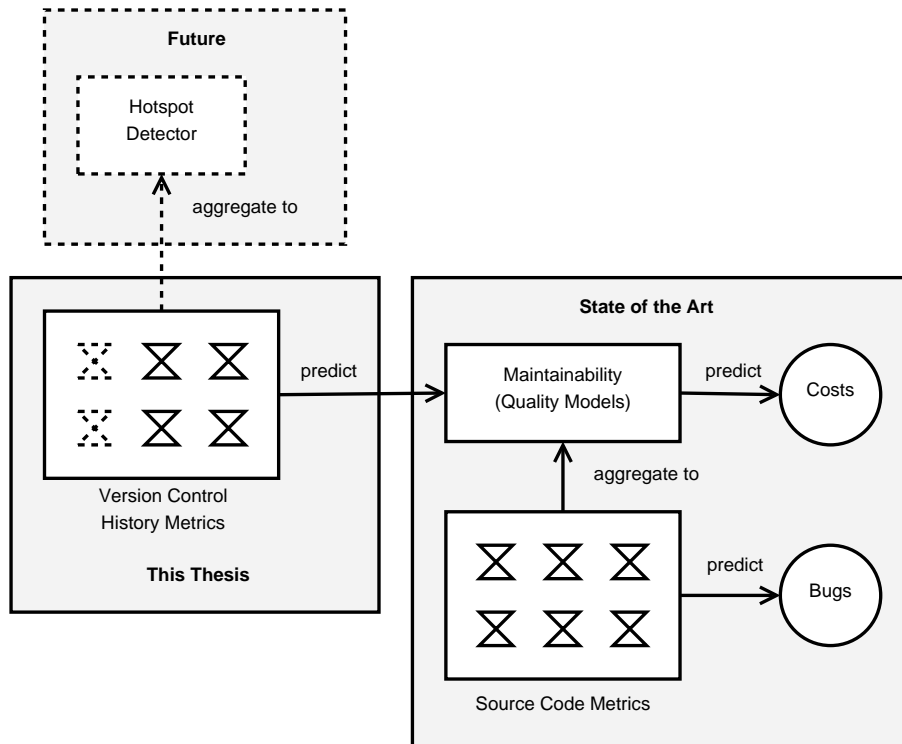 Future
Hotspot
Detector
aggregate to
State of the Art
predict
Maintainability
(Quality Models)
predict
Costs
aggregate to
Version Control
History Metrics
This Thesis
predict
Bugs
Source Code Metrics